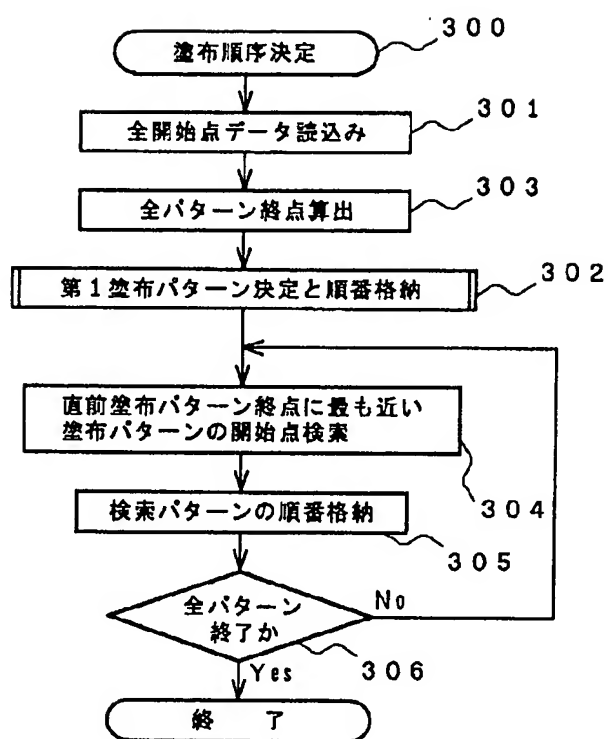 300
塗布順序決定
301
全開始点データ読込み
303
全パターン終点算出
302
第1塗布パターン決定と順番格納
直前塗布パターン終点に最も近い
塗布パターンの開始点検索
304
検索パターンの順番格納
305
全パターン
終了か
No
306
Yes
終 了